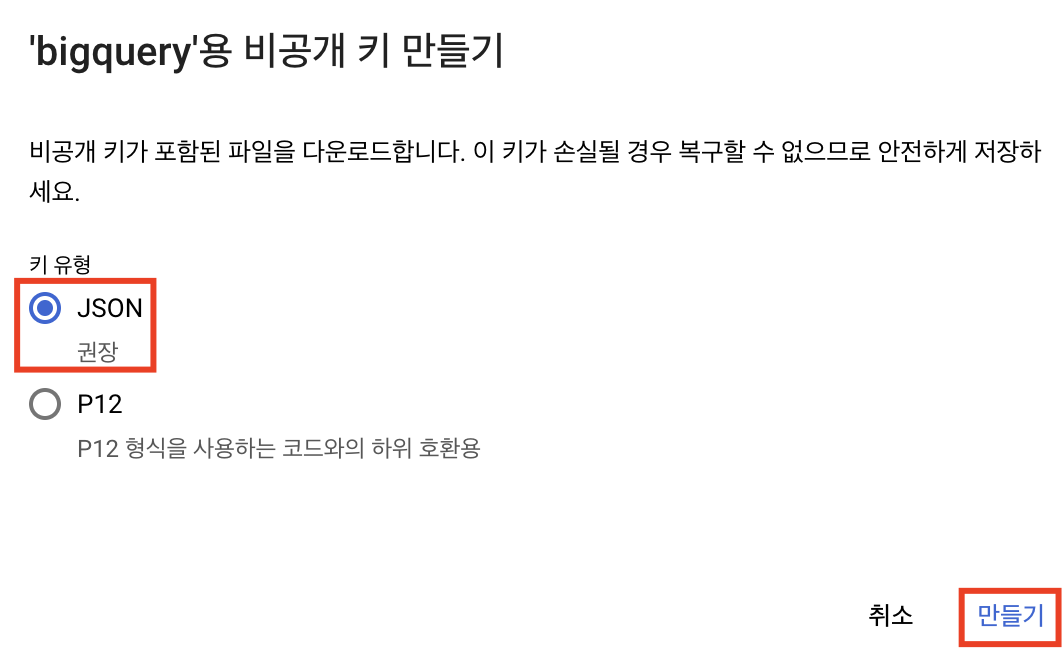 'bigquery'용 비공개 키 만들기
비공개 키가 포함된 파일을 다운로드합니다. 이 키가 손실될 경우 복구할 수 없으므로 안전하게 저장하
세요.
키 유형
JSON
권장
P12
P12 형식을 사용하는 코드와의 하위 호환용
취소
만들기